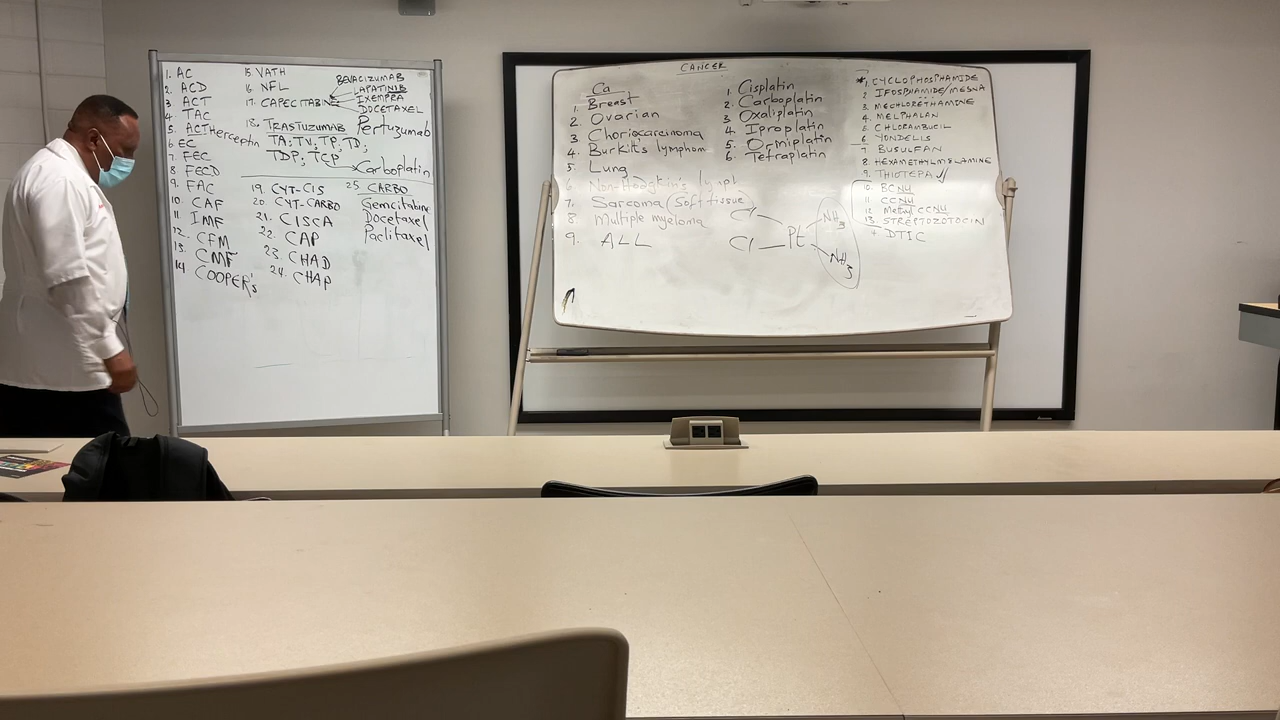 1. AC
2. ACD
3 ACT
4. TAC
5. ACTHerceptin
6 EC
7. FEC
8 FECD
9. FAC
10. CAF
11 IMF
12. CFM
13. CMF
14 COOPER's
15. VATH
16. NFL
17. CAPECITABINE
BEVACIZUMAB
LAPATINIB
IXEMPRA
DOCETAXEL
18. TRASTUZUMAB Pertuzumab
TA; TV; TP; TD;
TDP; TCP Carboplatin
19. CYT-CIS
20. CYT-CARBO
21. CISCA
22. CAP
23. CHAD
24. CHAP
25. CARBO
Gemcitabine
Docetaxel
Paclitaxel
CANCER
Ca
1. Breast
2. Ovarian
3. Choriocarcinoma
4. Burkit's lymphom
5. Lung
6. Non-Hodgkin's lympt
7. Sarcoma (Soft tissue)
8 Multiple myeloma
9. ALL
1. Cisplatin
2. Carboplatin
3. Oxaliplatin
4. Iproplatin
5. Ormiplatin
6. Tetraplatin
Cl NH3
Cl Pt NH3
*1. CYCLOPHOSPHAMIDE
2 IFOSPHAMIDE/MESNA
3. MECHLORETHAMINE
4. MELPHALAN
5 CHLORAMBUCIL
6 YONDELIS
7. BUSULFAN
8. HEXAMETHYLMELAMINE
9. THIOTEPA
10. BCNU
11. CCNU
12 Methyl CCNU
13. STREPTOZOTOCIN
+ DTIC